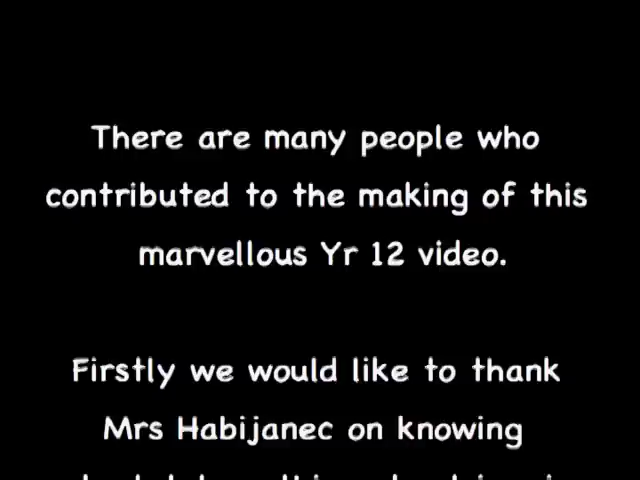 There are many people who
contributed to the making of this
marvellous Yr 12 video.
Firstly we would like to thank
Mrs Habijanec on knowing